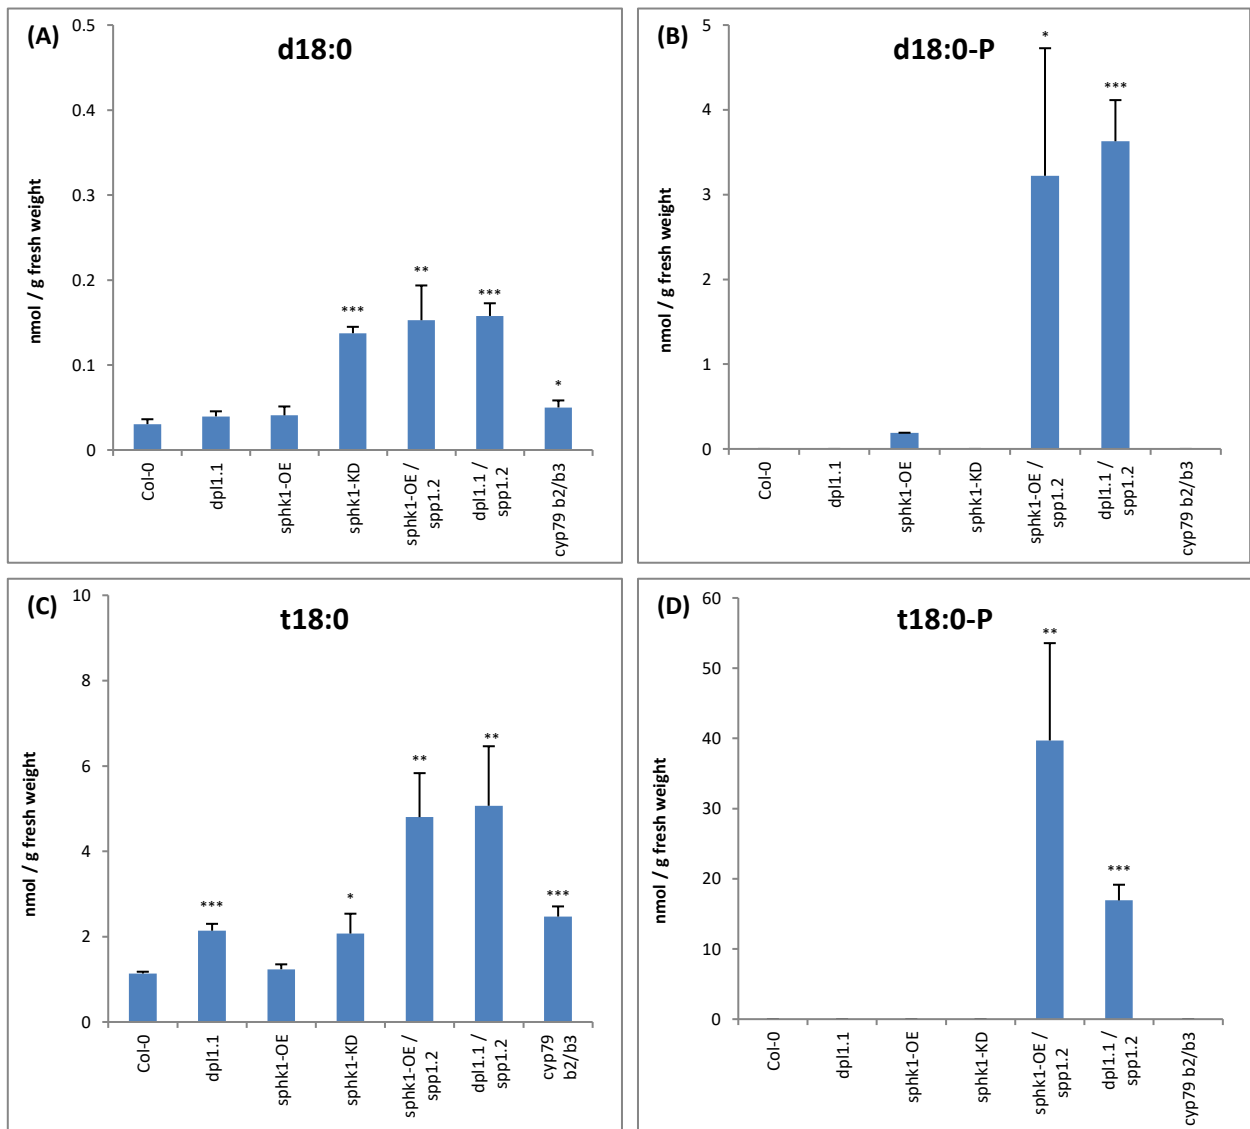 (A)
d18:0
nmol / g fresh weight
0.5
0.4
0.3
0.2
0.1
0
***
**
***
*
Col-0
dpl1.1
sphk1-OE
sphk1-KD
sphk1-OE /
spp1.2
dpl1.1 /
spp1.2
cyp79 b2/b3
(B)
d18:0-P
nmol / g fresh weight
5
4
3
2
1
0
*
***
Col-0
dpl1.1
sphk1-OE
sphk1-KD
sphk1-OE /
spp1.2
dpl1.1 /
spp1.2
cyp79 b2/b3
(C)
t18:0
nmol / g fresh weight
10
8
6
4
2
0
***
*
**
**
***
Col-0
dpl1.1
sphk1-OE
sphk1-KD
sphk1-OE /
spp1.2
dpl1.1 /
spp1.2
cyp79
b2/b3
(D)
t18:0-P
nmol / g fresh weight
60
50
40
30
20
10
0
**
***
Col-0
dpl1.1
sphk1-OE
sphk1-KD
sphk1-OE /
spp1.2
dpl1.1 /
spp1.2
cyp79 b2/b3